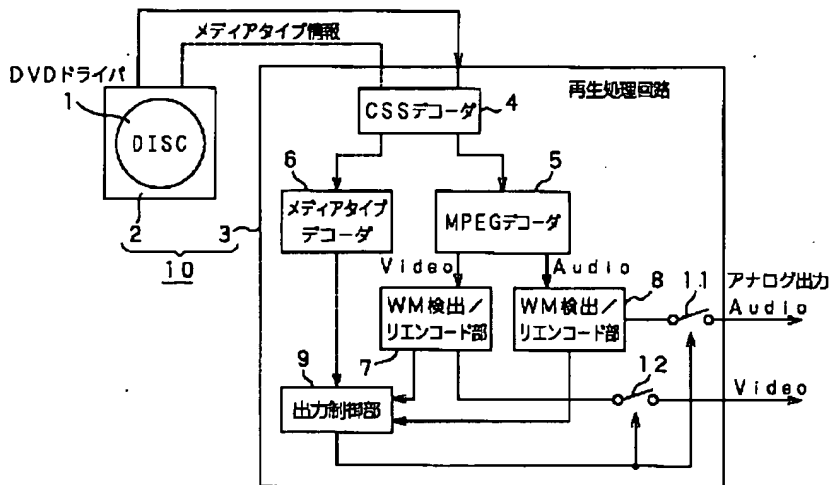 メディアタイプ情報
DVDドライバ
1
DISC
2
3
10
再生処理回路
CSSデコーダ
4
6
メディアタイプ
デコーダ
5
MPEGデコーダ
Video
Audio
WM検出/
リエンコード部
7
WM検出/
リエンコード部
8
11
アナログ出力
Audio
12
Video
9
出力制御部